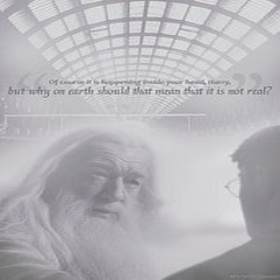 Of course it is happening inside your head, Harry,
but why on earth should that mean that it is not real?